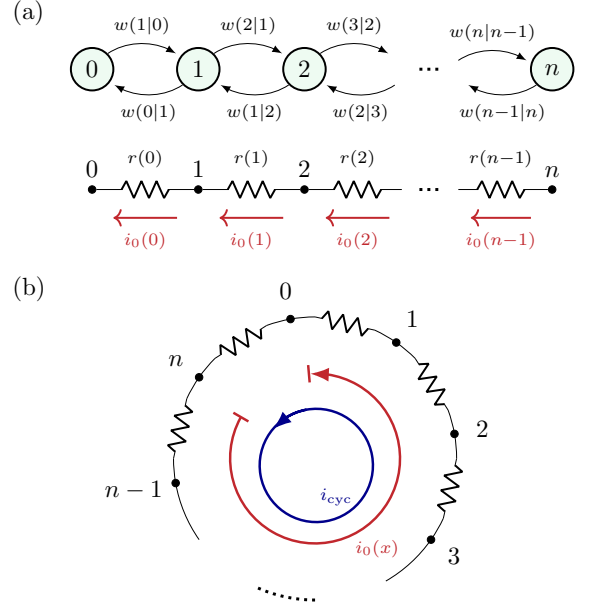 (a)
w(1|0) w(2|1) w(3|2) w(n|n−1)
0 1 2 ··· n
w(0|1) w(1|2) w(2|3) w(n−1|n)
r(0) r(1) r(2) r(n−1)
0 1 2 ··· n
i₀(0) i₀(1) i₀(2) i₀(n−1)
(b)
0
1
n
2
n − 1
i_cyc
i₀(x)
3